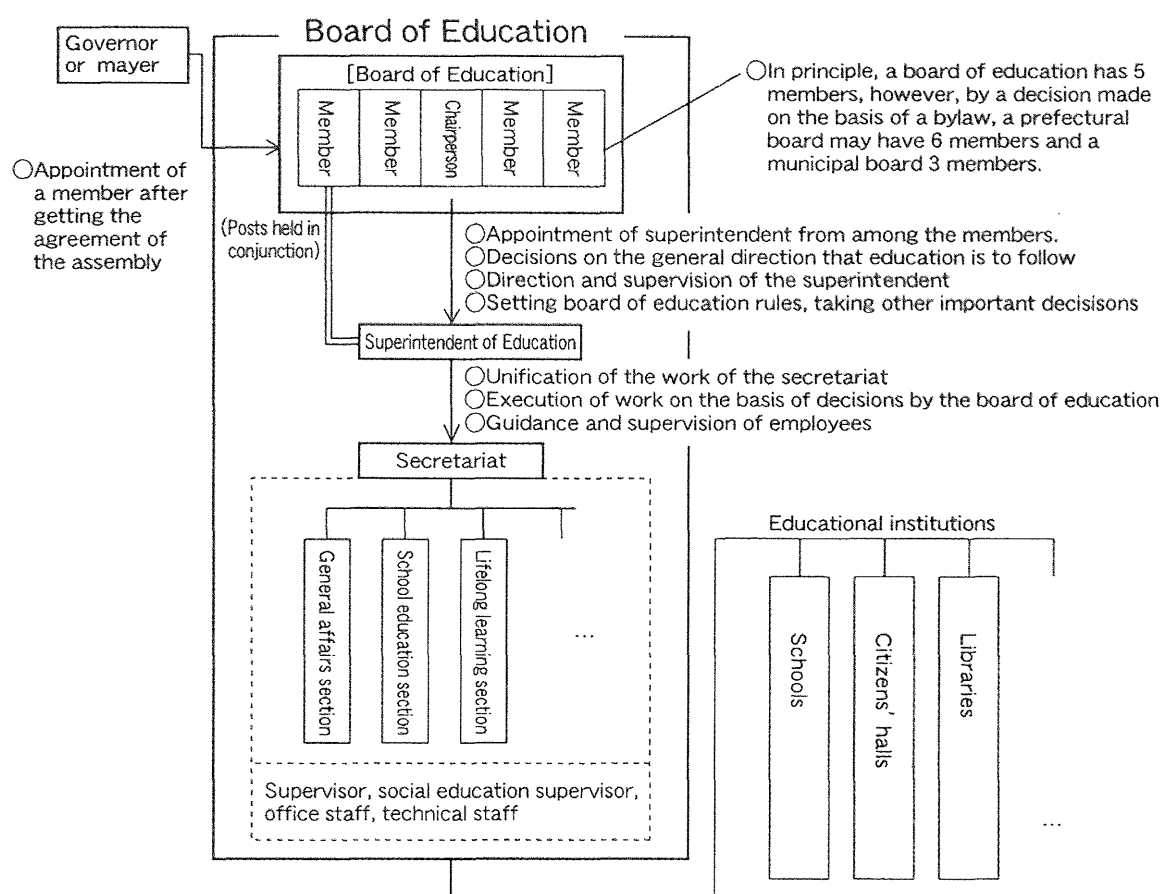 Board of Education
Governor
or mayer
[Board of Education]
Member
Member
Chairperson
Member
Member
○In principle, a board of education has 5
members, however, by a decision made
on the basis of a bylaw, a prefectural
board may have 6 members and a
municipal board 3 members.
○Appointment of
a member after
getting the
agreement of
the assembly
(Posts held in
conjunction)
○Appointment of superintendent from among the members.
○Decisions on the general direction that education is to follow
○Direction and supervision of the superintendent
○Setting board of education rules, taking other important decisisons
Superintendent of Education
○Unification of the work of the secretariat
○Execution of work on the basis of decisions by the board of education
○Guidance and supervision of employees
Secretariat
General affairs section
School education section
Lifelong learning section
...
Supervisor, social education supervisor,
office staff, technical staff
Educational institutions
Schools
Citizens' halls
Libraries
...